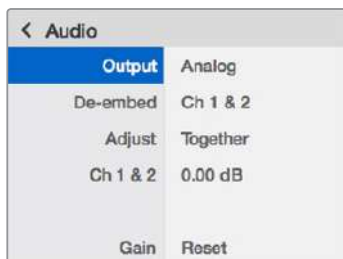 < Audio
Output Analog
De-embed Ch 1 & 2
Adjust Together
Ch 1 & 2 0.00 dB
Gain Reset